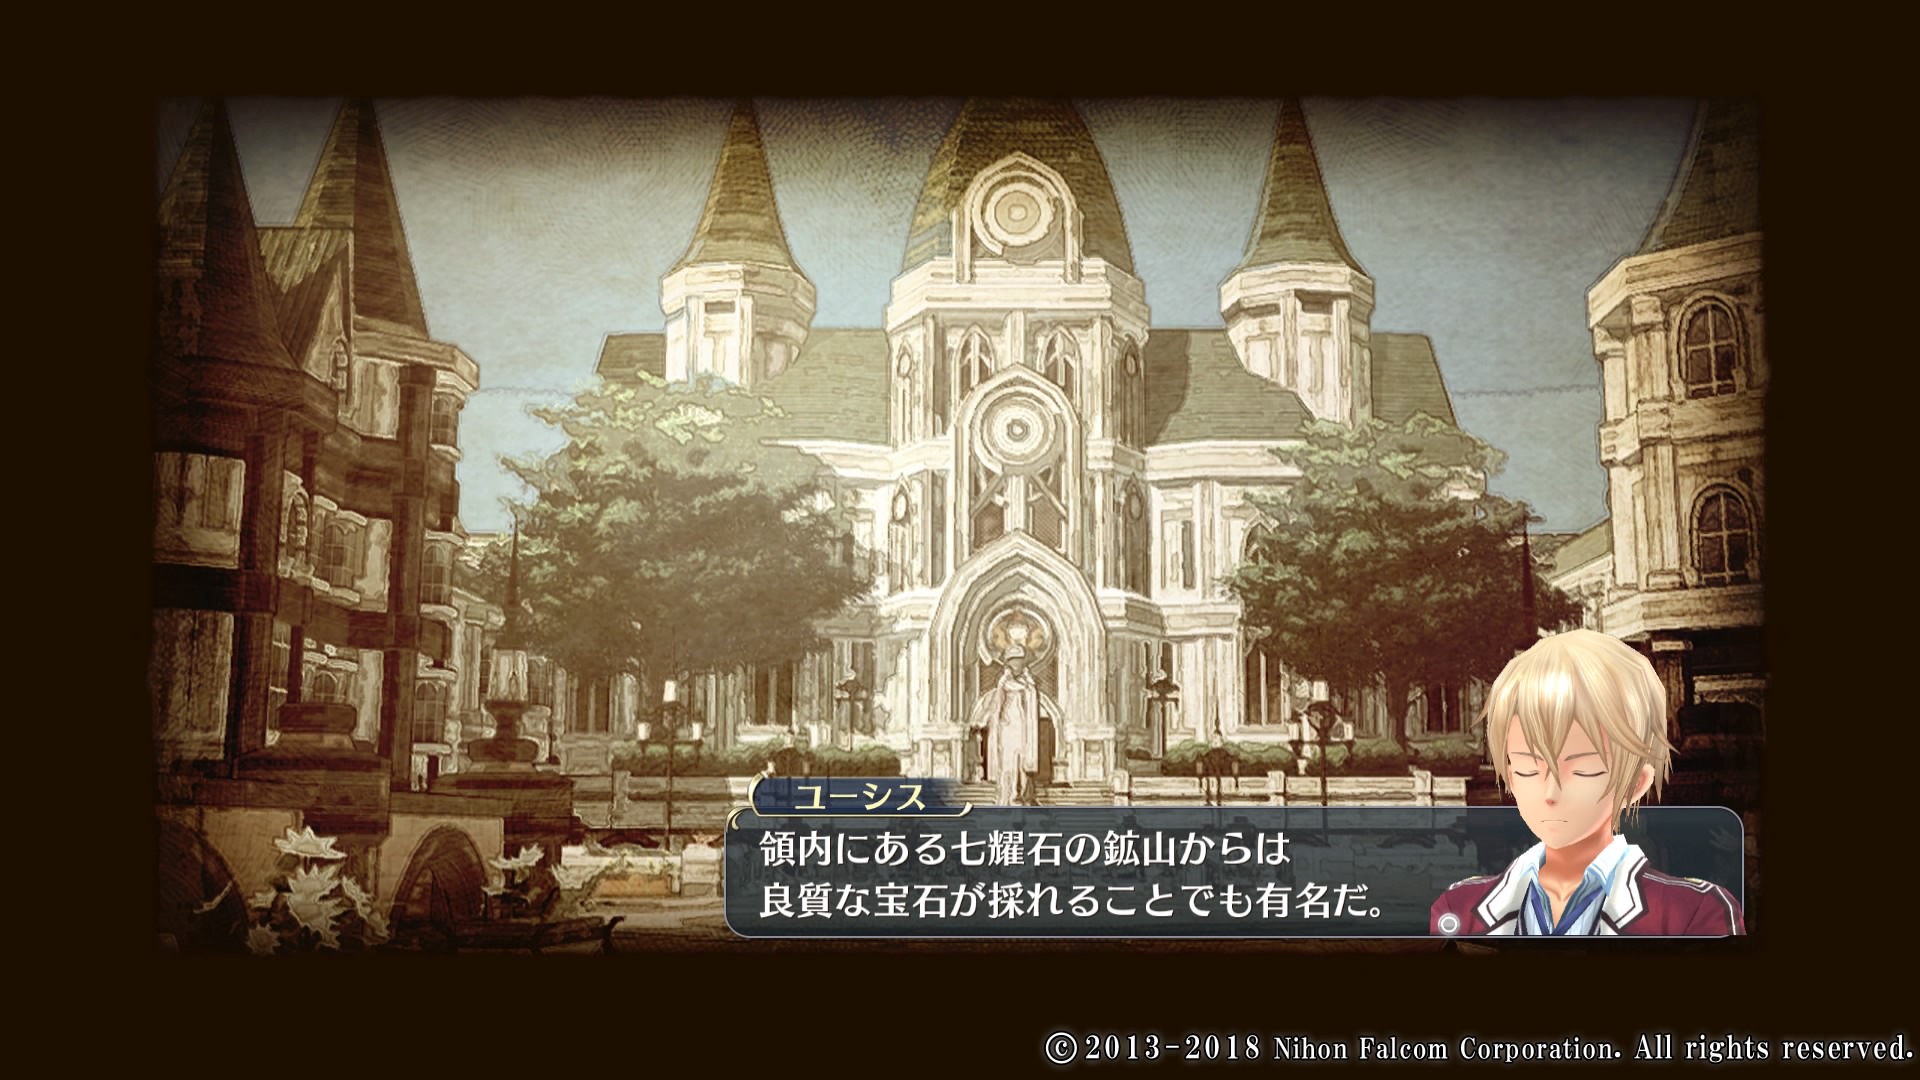 ユーシス
領内にある七耀石の鉱山からは
良質な宝石が採れることでも有名だ。
©2013-2018 Nihon Falcom Corporation. All rights reserved.